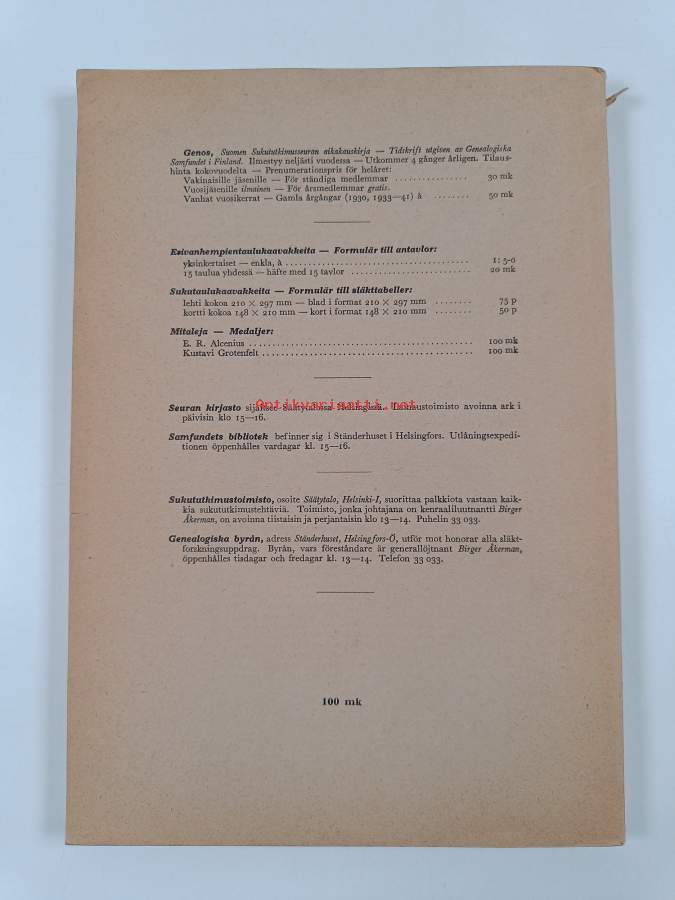 Genos, Suomen Sukututkimusseuran aikakauskirja — Tidskrift utgiven av Genealogiska
Samfundet i Finland. Ilmestyy neljästi vuodessa — Utkommer 4 gånger årligen. Tilaus-
hinta kokovuodelta — Prenumerationspris för helåret:
Vakinaisille jäsenille — För ständiga medlemmar ................ 30 mk
Vuosijäsenille ilmainen — För årsmedlemmar gratis.
Vanhat vuosikerrat — Gamla årgångar (1930, 1933—41) à ........ 50 mk
Esivanhempientaulukaavakkeita — Formulär till antavlor:
yksinkertaiset — enkla, à .......................................... 1: 5-0
15 taulua yhdessä — häfte med 15 tavlor ........................... 20 mk
Sukutaulukaavakkeita — Formulär till släkttabeller:
lehti kokoa 210 × 297 mm — blad i format 210 × 297 mm ........ 75 p
kortti kokoa 148 × 210 mm — kort i format 148 × 210 mm ........ 50 p
Mitaleja — Medaljer:
E. R. Alcenius .................................................. 100 mk
Kustavi Grotenfelt ............................................... 100 mk
Antikvariaatti.net
Seuran kirjasto sijaitsee Säätytalossa Helsingissä. Lainaustoimisto avoinna arki-
päivisin klo 15—16.
Samfundets bibliotek befinner sig i Ständerhuset i Helsingfors. Utlåningsexpedi-
tionen öppenhålles vardagar kl. 15—16.
Sukututkimustoimisto, osoite Säätytalo, Helsinki-I, suorittaa palkkiota vastaan kaik-
kia sukututkimustehtäviä. Toimisto, jonka johtajana on kenraaliluutnantti Birger
Åkerman, on avoinna tiistaisin ja perjantaisin klo 13—14. Puhelin 33 033.
Genealogiska byrån, adress Ständerhuset, Helsingfors-Ö, utför mot honorar alla släkt-
forskningsuppdrag. Byrån, vars föreståndare är generallöjtnant Birger Åkerman,
öppenhålles tisdagar och fredagar kl. 13—14. Telefon 33 033.
100 mk